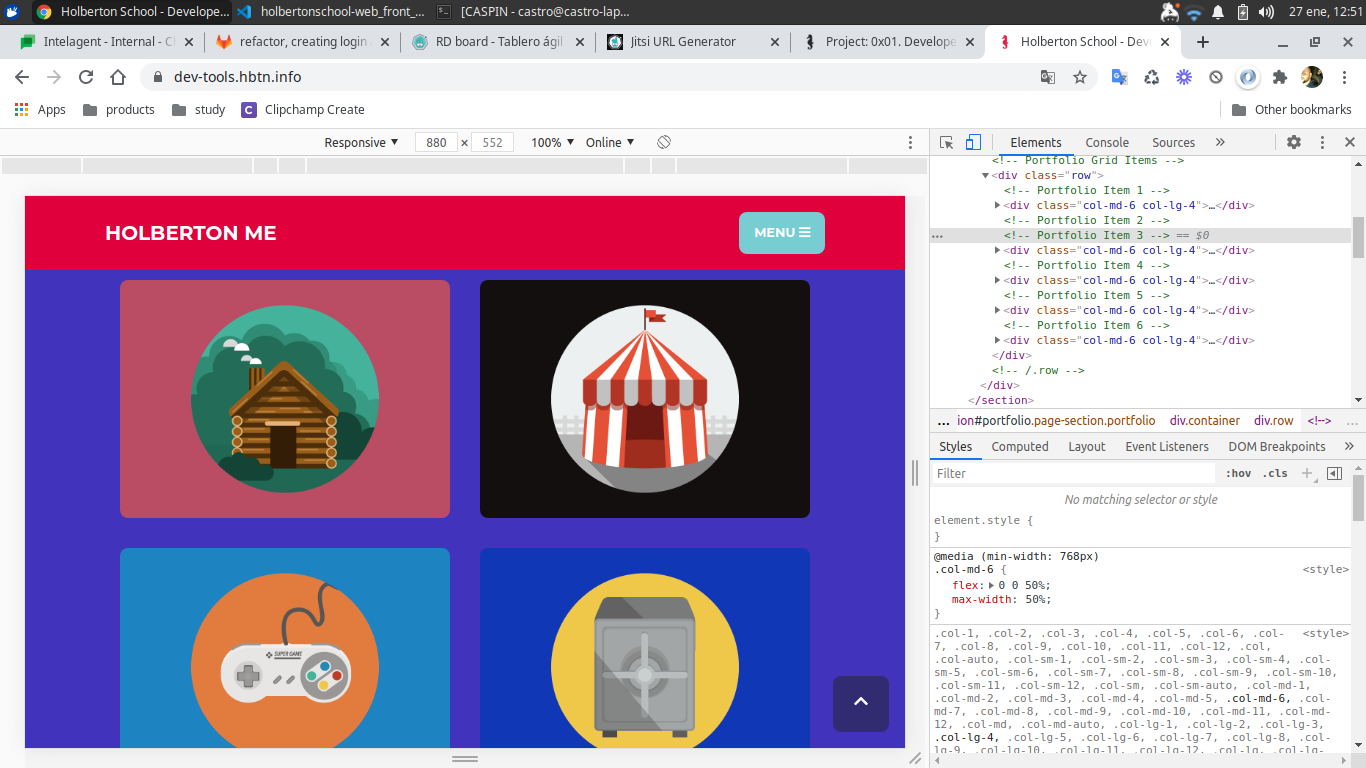 Holberton School - Develope...
holbertonschool-web_front_...
[CASPIN - castro@castro-lap...
27 ene, 12:51
Intelagent - Internal - C
refactor, creating login
RD board - Tablero ágil
Jitsi URL Generator
Project: 0x01. Develope
Holberton School - Dev
dev-tools.hbtn.info
Apps
products
study
C
Clipchamp Create
Other bookmarks
Responsive
880 × 552
100%
Online
Elements
Console
Sources
HOLBERTON ME
MENU
SUPER GAME
<!-- Portfolio Grid Items -->
<div class="row">
<!-- Portfolio Item 1 -->
<div class="col-md-6 col-lg-4">…</div>
<!-- Portfolio Item 2 -->
... <!-- Portfolio Item 3 --> == $0
<div class="col-md-6 col-lg-4">…</div>
<!-- Portfolio Item 4 -->
<div class="col-md-6 col-lg-4">…</div>
<!-- Portfolio Item 5 -->
<div class="col-md-6 col-lg-4">…</div>
<!-- Portfolio Item 6 -->
<div class="col-md-6 col-lg-4">…</div>
</div>
<!-- /.row -->
</div>
</section>
... ion#portfolio.page-section.portfolio div.container div.row <!--> ...
Styles
Computed
Layout
Event Listeners
DOM Breakpoints
Filter
:hov .cls +
No matching selector or style
element.style {
}
@media (min-width: 768px)
.col-md-6 { <style>
flex: 0 0 50%;
max-width: 50%;
}
.col-1, .col-2, .col-3, .col-4, .col-5, .col-6, .col- <style>
7, .col-8, .col-9, .col-10, .col-11, .col-12, .col,
.col-auto, .col-sm-1, .col-sm-2, .col-sm-3, .col-sm-4, .col-
sm-5, .col-sm-6, .col-sm-7, .col-sm-8, .col-sm-9, .col-sm-10,
.col-sm-11, .col-sm-12, .col-sm, .col-sm-auto, .col-md-1,
.col-md-2, .col-md-3, .col-md-4, .col-md-5, .col-md-6, .col-
md-7, .col-md-8, .col-md-9, .col-md-10, .col-md-11, .col-md-
12, .col-md, .col-md-auto, .col-lg-1, .col-lg-2, .col-lg-3,
.col-lg-4, .col-lg-5, .col-lg-6, .col-lg-7, .col-lg-8, .col-
lg-9, .col-lg-10, .col-lg-11, .col-lg-12, .col-lg, .col-lg-